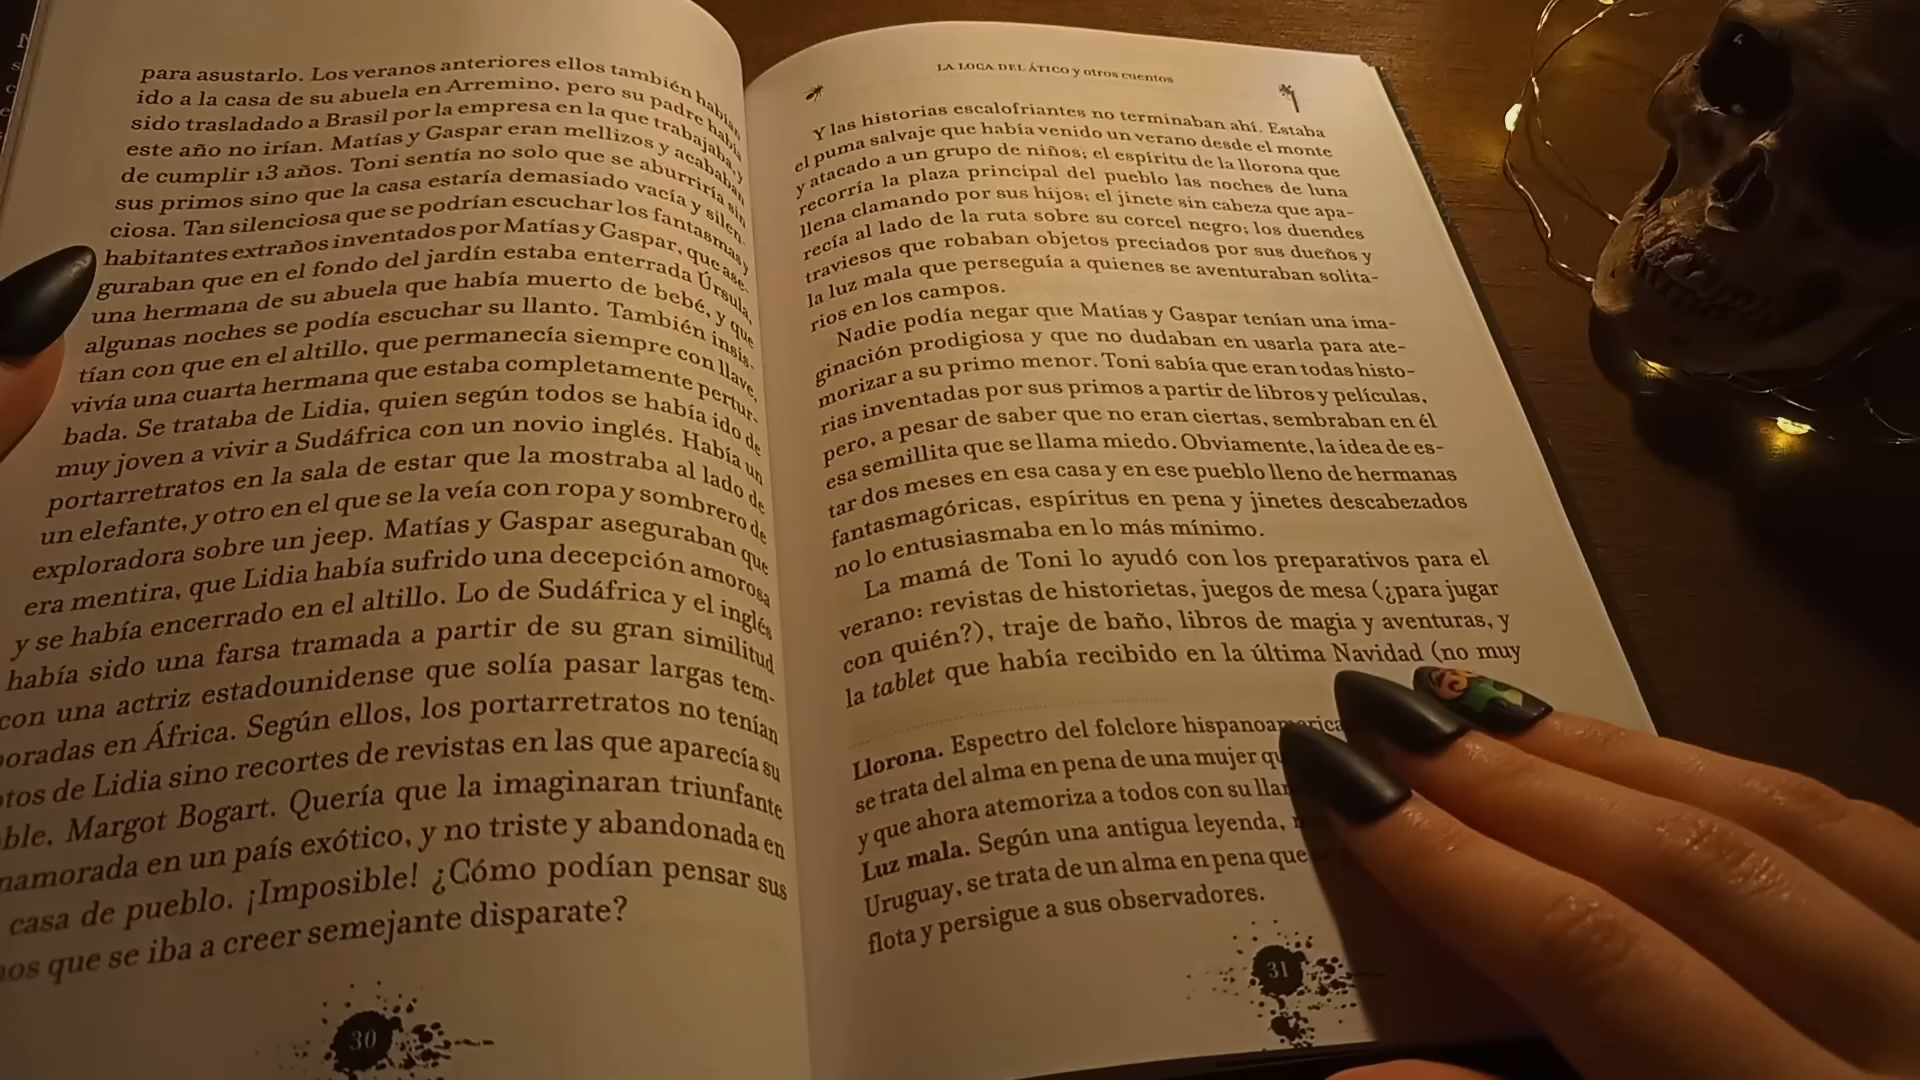 para asustarlo. Los veranos anteriores ellos también habían
ido a la casa de su abuela en Arremino, pero su padre había
sido trasladado a Brasil por la empresa en la que trabajaba, y
este año no irían. Matías y Gaspar eran mellizos y acababan
de cumplir 13 años. Toni sentía no solo que se aburriría sin
sus primos sino que la casa estaría demasiado vacía y silen-
ciosa. Tan silenciosa que se podrían escuchar los fantasmas y
habitantes extraños inventados por Matías y Gaspar, que ase-
guraban que en el fondo del jardín estaba enterrada Úrsula,
una hermana de su abuela que había muerto de bebé, y que
algunas noches se podía escuchar su llanto. También insis-
tían con que en el altillo, que permanecía siempre con llave,
vivía una cuarta hermana que estaba completamente pertur-
bada. Se trataba de Lidia, quien según todos se había ido de
muy joven a vivir a Sudáfrica con un novio inglés. Había un
portarretratos en la sala de estar que la mostraba al lado de
un elefante, y otro en el que se la veía con ropa y sombrero de
exploradora sobre un jeep. Matías y Gaspar aseguraban que
era mentira, que Lidia había sufrido una decepción amorosa
y se había encerrado en el altillo. Lo de Sudáfrica y el inglés
había sido una farsa tramada a partir de su gran similitud
con una actriz estadounidense que solía pasar largas tem-
poradas en África. Según ellos, los portarretratos no tenían
tos de Lidia sino recortes de revistas en las que aparecía su
ble, Margot Bogart. Quería que la imaginaran triunfante
namorada en un país exótico, y no triste y abandonada en
casa de pueblo. ¡Imposible! ¿Cómo podían pensar sus
nos que se iba a creer semejante disparate?
30
LA LOCA DEL ÁTICO y otros cuentos
Y las historias escalofriantes no terminaban ahí. Estaba
el puma salvaje que había venido un verano desde el monte
y atacado a un grupo de niños; el espíritu de la llorona que
recorría la plaza principal del pueblo las noches de luna
llena clamando por sus hijos; el jinete sin cabeza que apa-
recía al lado de la ruta sobre su corcel negro; los duendes
traviesos que robaban objetos preciados por sus dueños y
la luz mala que perseguía a quienes se aventuraban solita-
rios en los campos.
Nadie podía negar que Matías y Gaspar tenían una ima-
ginación prodigiosa y que no dudaban en usarla para ate-
morizar a su primo menor. Toni sabía que eran todas histo-
rias inventadas por sus primos a partir de libros y películas,
pero, a pesar de saber que no eran ciertas, sembraban en él
esa semillita que se llama miedo. Obviamente, la idea de es-
tar dos meses en esa casa y en ese pueblo lleno de hermanas
fantasmagóricas, espíritus en pena y jinetes descabezados
no lo entusiasmaba en lo más mínimo.
La mamá de Toni lo ayudó con los preparativos para el
verano: revistas de historietas, juegos de mesa (¿para jugar
con quién?), traje de baño, libros de magia y aventuras, y
la tablet que había recibido en la última Navidad (no muy
Llorona. Espectro del folclore
se trata del alma en pena de una mujer
y que ahora atemoriza a todos con su
Luz mala. Según una antigua leyenda,
Uruguay, se trata de un alma en pena que
flota y persigue a sus observadores.
31